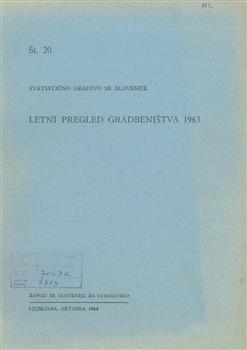 Št. 20
STATISTIČNO GRADIVO SR SLOVENIJE
LETNI PREGLED GRADBENIŠTVA 1963
ZAVOD SR SLOVENIJE ZA STATISTIKO
LJUBLJANA, OKTOBRA 1964